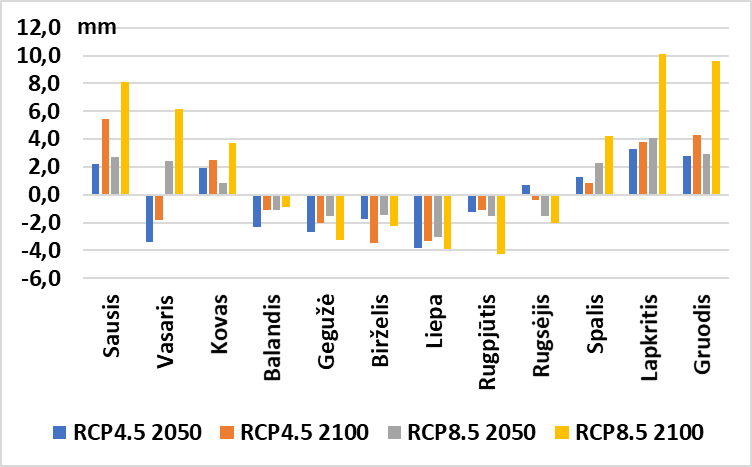 12,0 mm
10,0
8,0
6,0
4,0
2,0
0,0
-2,0
-4,0
-6,0
Sausis
Vasaris
Kovas
Balandis
Gegužė
Birželis
Liepa
Rugpjūtis
Rugsėjis
Spalis
Lapkritis
Gruodis
RCP4.5 2050 RCP4.5 2100 RCP8.5 2050 RCP8.5 2100